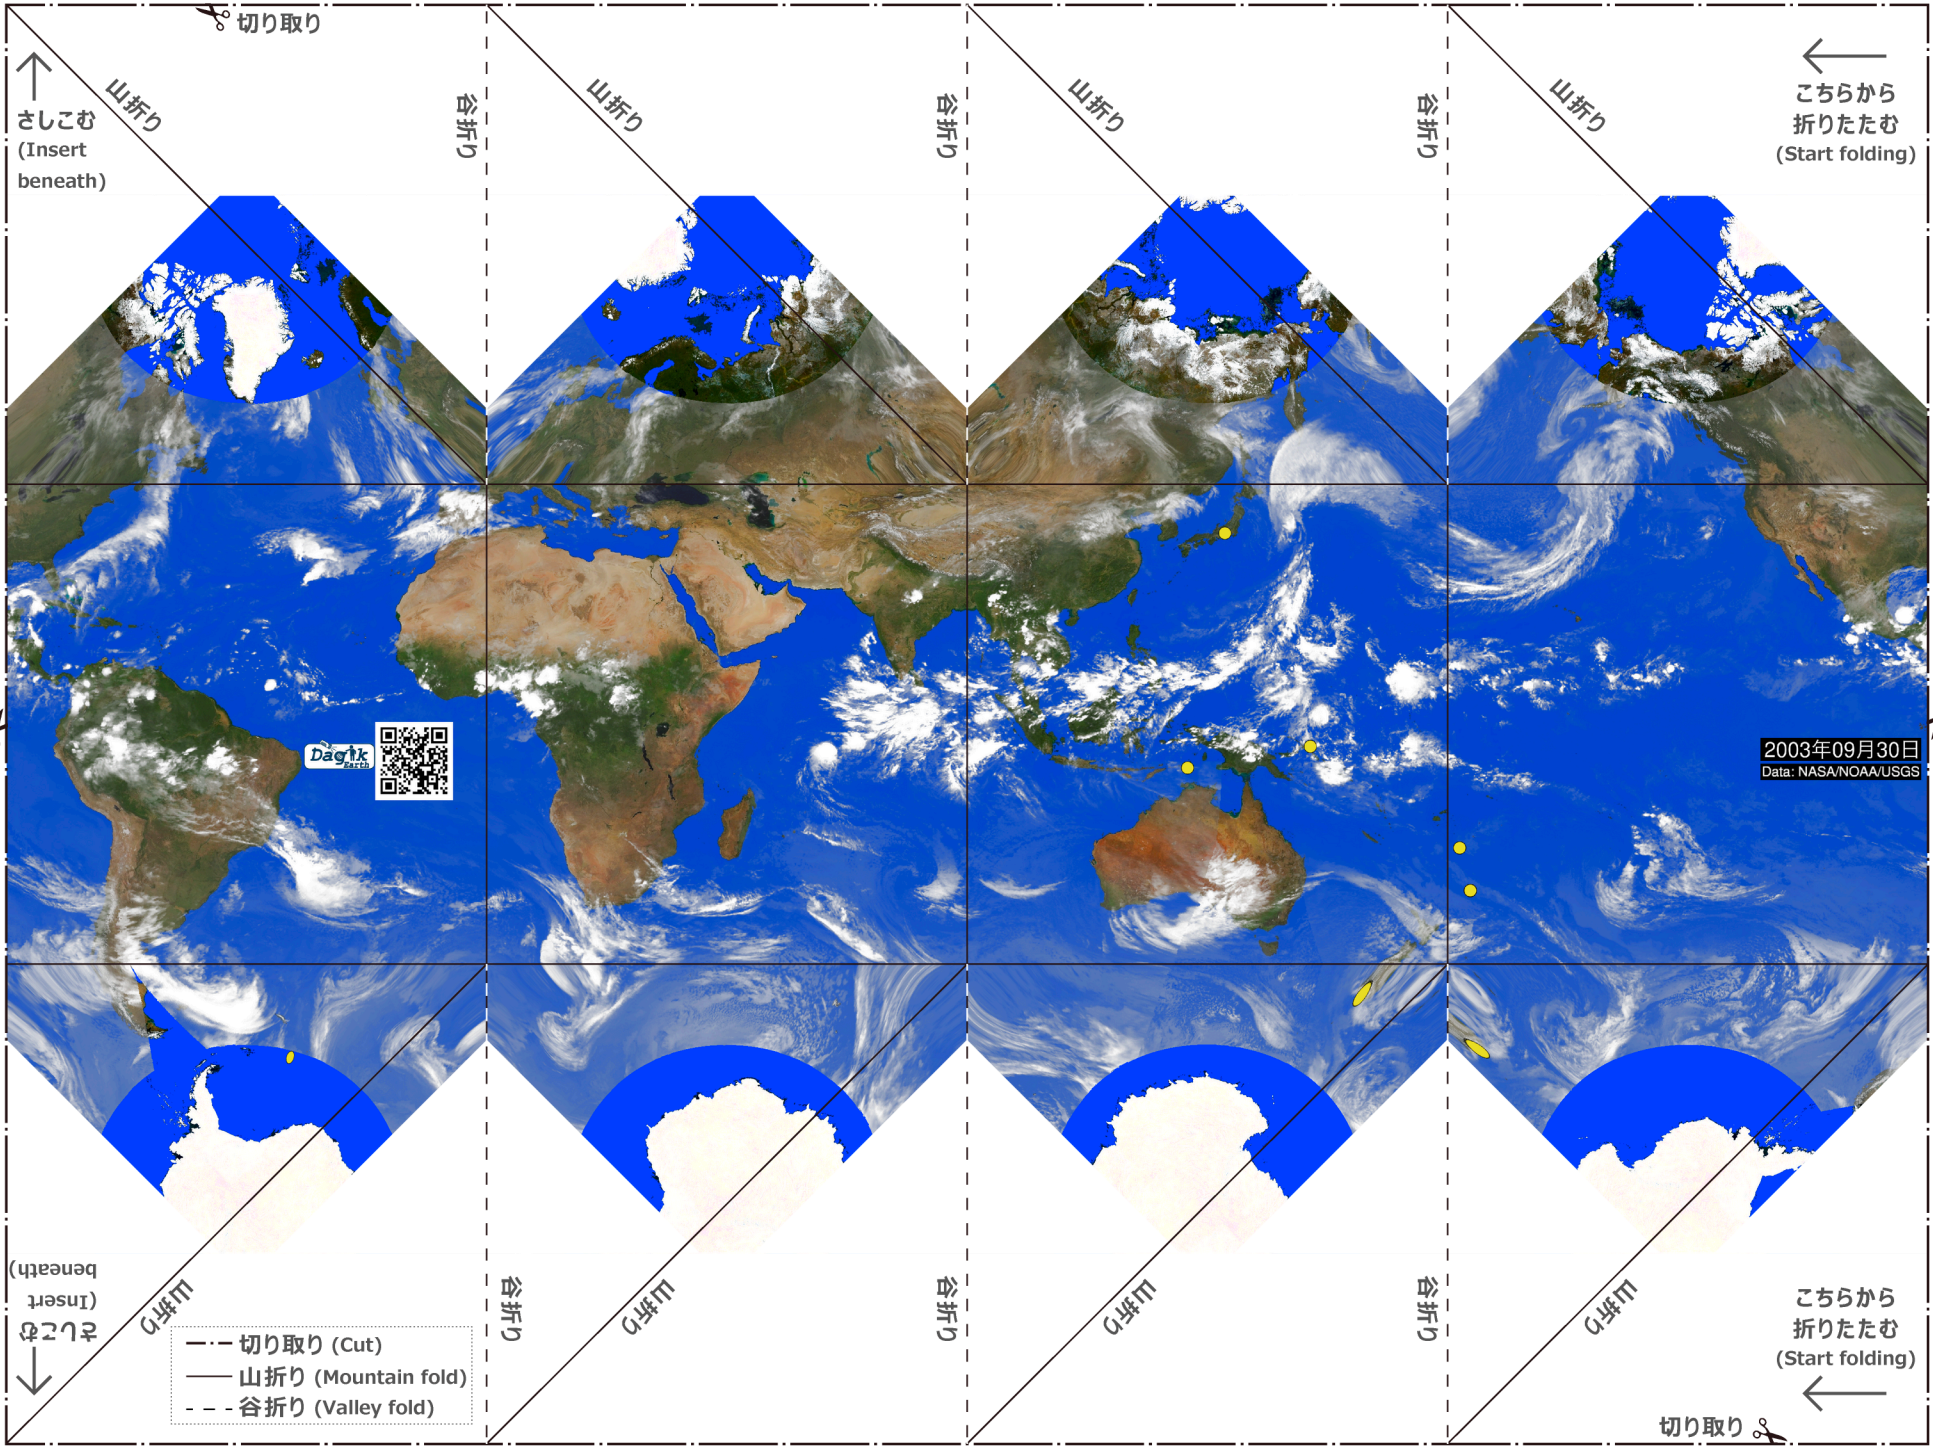 切り取り
山折り
谷折り
山折り
谷折り
山折り
谷折り
山折り
さしこむ
(Insert
beneath)
こちらから
折りたたむ
(Start folding)
Dagik
Earth
2003年09月30日
Data: NASA/NOAA/USGS
さしこむ
(Insert
beneath)
山折り
谷折り
山折り
谷折り
山折り
谷折り
山折り
切り取り (Cut)
山折り (Mountain fold)
谷折り (Valley fold)
こちらから
折りたたむ
(Start folding)
切り取り